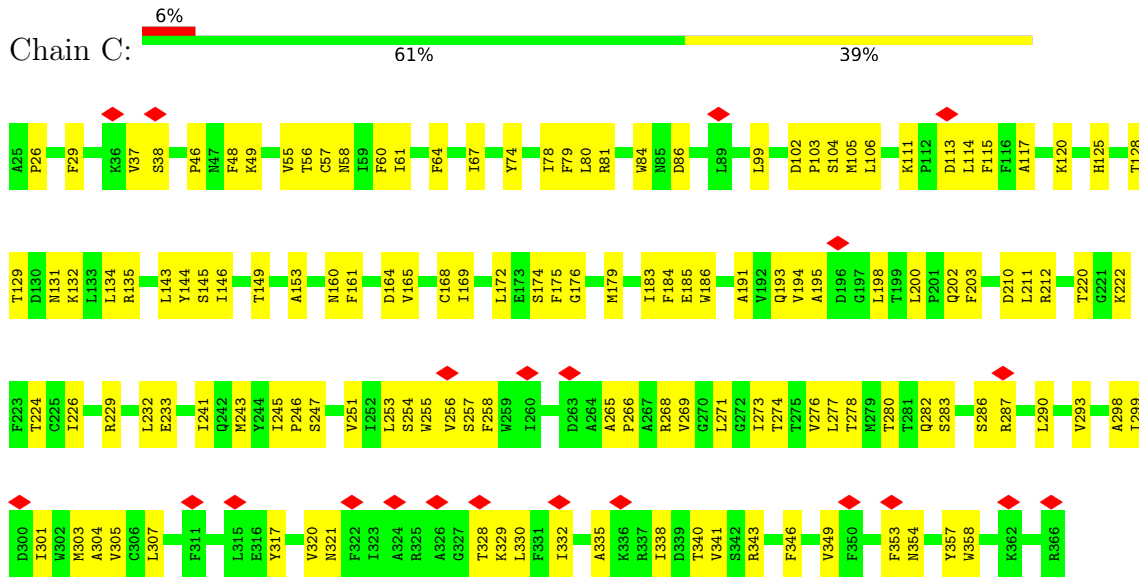 6%
Chain C:
61% 39%
A25 P26 F29 K36 V37 S38 P46 N47 F48 K49 V55 T56 C57 N58 I59 F60 I61 F64 I67 Y74 I78 F79 L80 R81 W84 N85 D86 L89 L99 D102 P103 S104 M105 L106 K111 P112 D113 L114 F115 F116 A117 K120 H125 T128
T129 D130 N131 K132 L133 L134 R135 L143 Y144 S145 I146 T149 A153 N160 F161 D164 V165 C168 I169 L172 E173 S174 F175 G176 M179 I183 F184 E185 W186 A191 V192 Q193 V194 A195 D196 G197 L198 T199 L200 P201 Q202 F203 D210 L211 R212 T220 G221 K222
F223 T224 C225 I226 R229 L232 E233 I241 Q242 M243 Y244 I245 P246 S247 V251 I252 L253 S254 W255 V256 S257 F258 W259 I260 D263 A264 A265 P266 A267 R268 V269 G270 L271 G272 I273 T274 T275 V276 L277 T278 M279 T280 T281 Q282 S283 S286 R287 L290 V293 A298 I299
D300 I301 W302 M303 A304 V305 C306 L307 F311 L315 E316 Y317 V320 N321 F322 I323 A324 R325 A326 G327 T328 K329 L330 F331 I332 A335 K336 R337 I338 D339 T340 V341 S342 R343 F346 V349 F350 F353 N354 Y357 W358 K362 R366